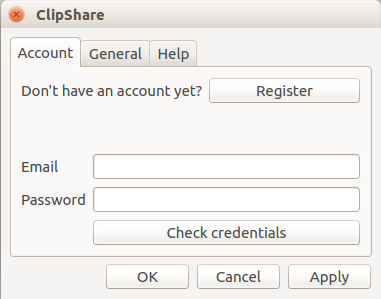 ClipShare
Account General Help
Don't have an account yet? Register
Email
Password
Check credentials
OK Cancel Apply